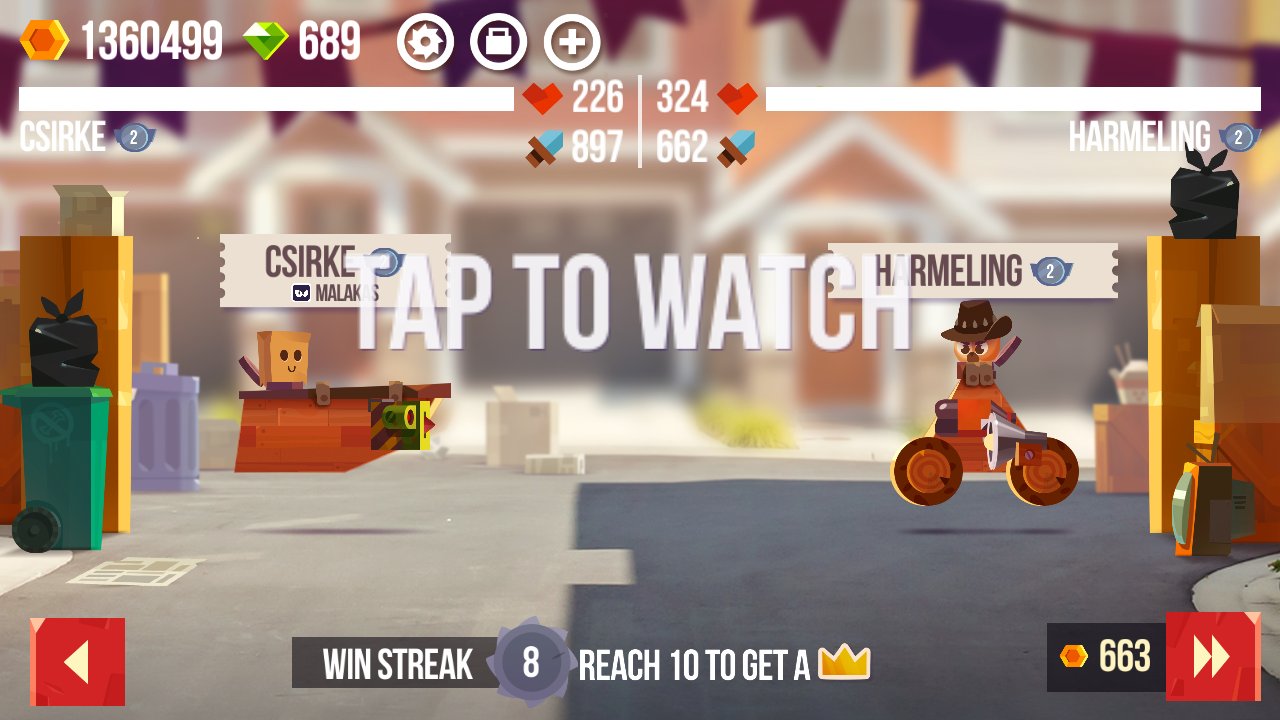 1360499 689
226 324
CSIRKE 2 897 662 HARMELING 2
CSIRKE
MALAKAS
HARMELING 2
TAP TO WATCH
WIN STREAK 8 REACH 10 TO GET A
663